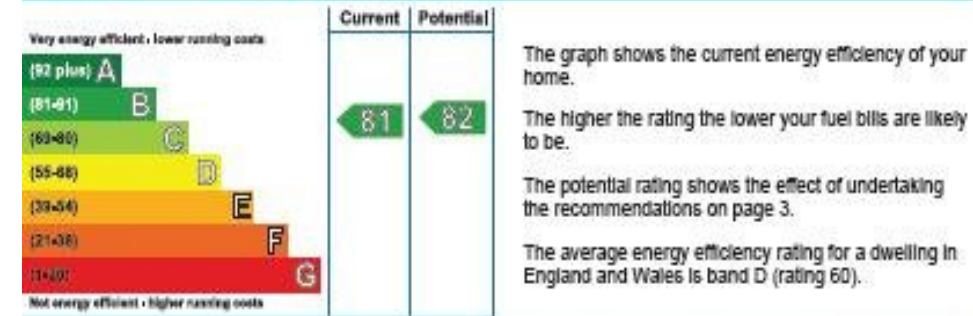 Current Potential
Very energy efficient - lower running costs
(92 plus) A
(81-91) B
(69-80) C
(55-68) D
(39-54) E
(21-38) F
(1-20) G
Not energy efficient - higher running costs
81 82
The graph shows the current energy efficiency of your
home.
The higher the rating the lower your fuel bills are likely
to be.
The potential rating shows the effect of undertaking
the recommendations on page 3.
The average energy efficiency rating for a dwelling in
England and Wales is band D (rating 60).